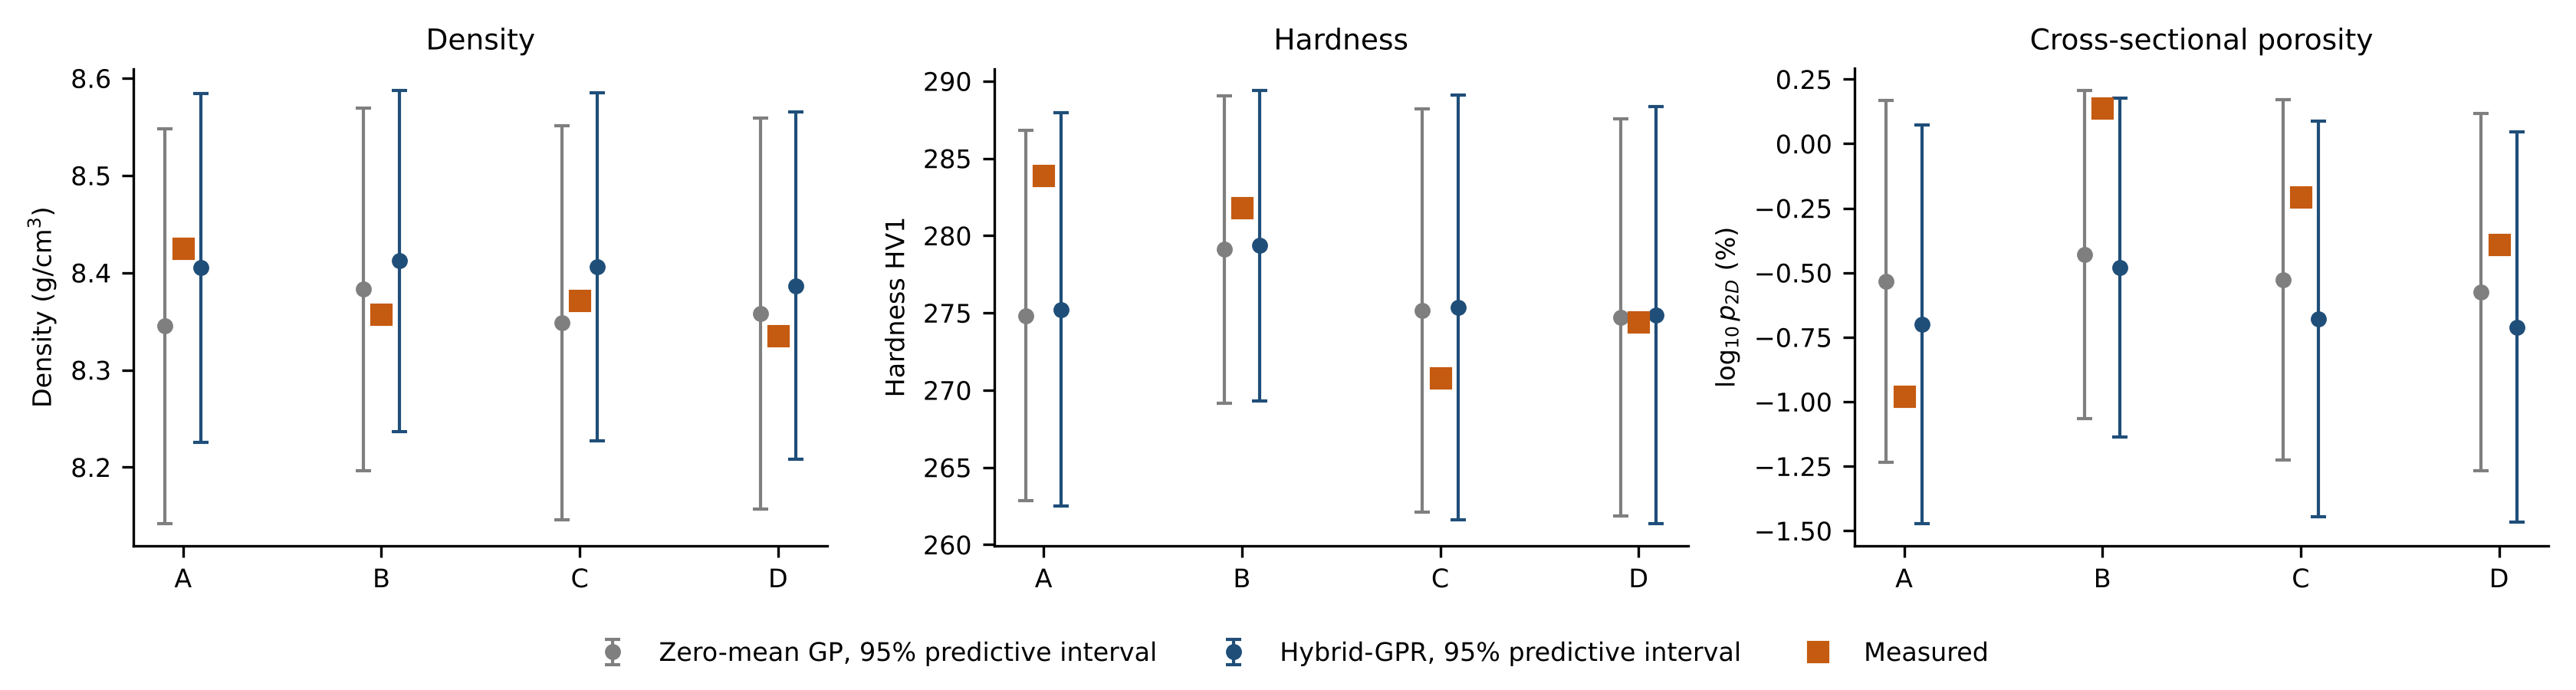 Density
Density (g/cm³)
8.6
8.5
8.4
8.3
8.2
A B C D
Hardness
Hardness HV1
290
285
280
275
270
265
260
A B C D
Cross-sectional porosity
log₁₀ p₂D (%)
0.25
0.00
−0.25
−0.50
−0.75
−1.00
−1.25
−1.50
A B C D
Zero-mean GP, 95% predictive interval
Hybrid-GPR, 95% predictive interval
Measured